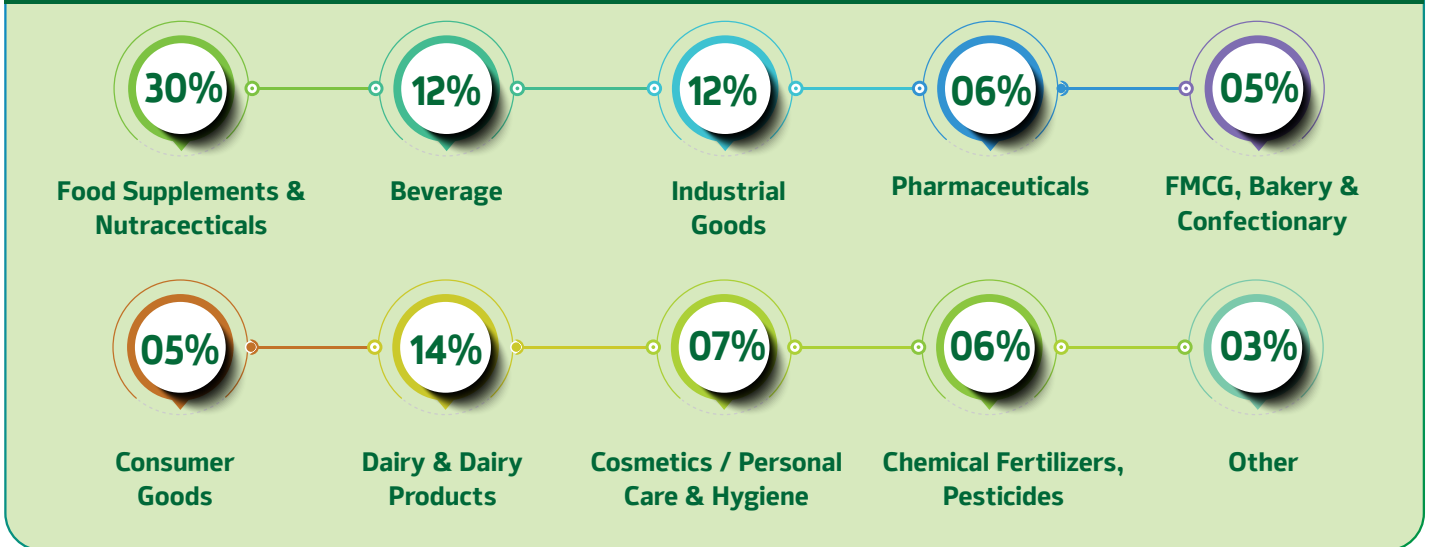 30%
12%
12%
06%
05%
Food Supplements &
Nutracecticals
Beverage
Industrial
Goods
Pharmaceuticals
FMCG, Bakery &
Confectionary
05%
14%
07%
06%
03%
Consumer
Goods
Dairy & Dairy
Products
Cosmetics / Personal
Care & Hygiene
Chemical Fertilizers,
Pesticides
Other